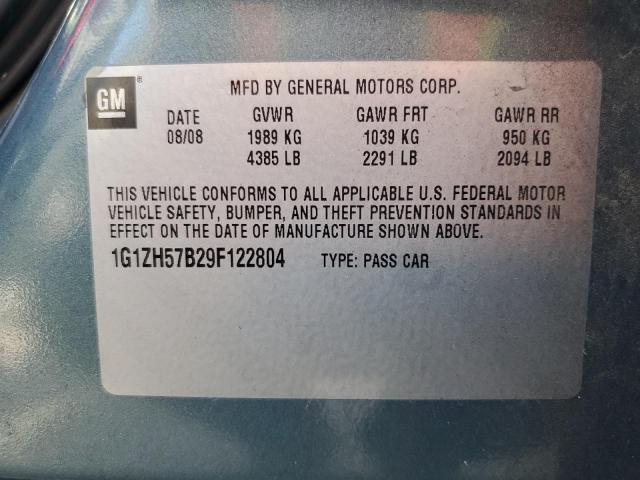 GM ®
MFD BY GENERAL MOTORS CORP.
DATE GVWR GAWR FRT GAWR RR
08/08 1989 KG 1039 KG 950 KG
4385 LB 2291 LB 2094 LB
THIS VEHICLE CONFORMS TO ALL APPLICABLE U.S. FEDERAL MOTOR
VEHICLE SAFETY, BUMPER, AND THEFT PREVENTION STANDARDS IN
EFFECT ON THE DATE OF MANUFACTURE SHOWN ABOVE.
1G1ZH57B29F122804 TYPE: PASS CAR